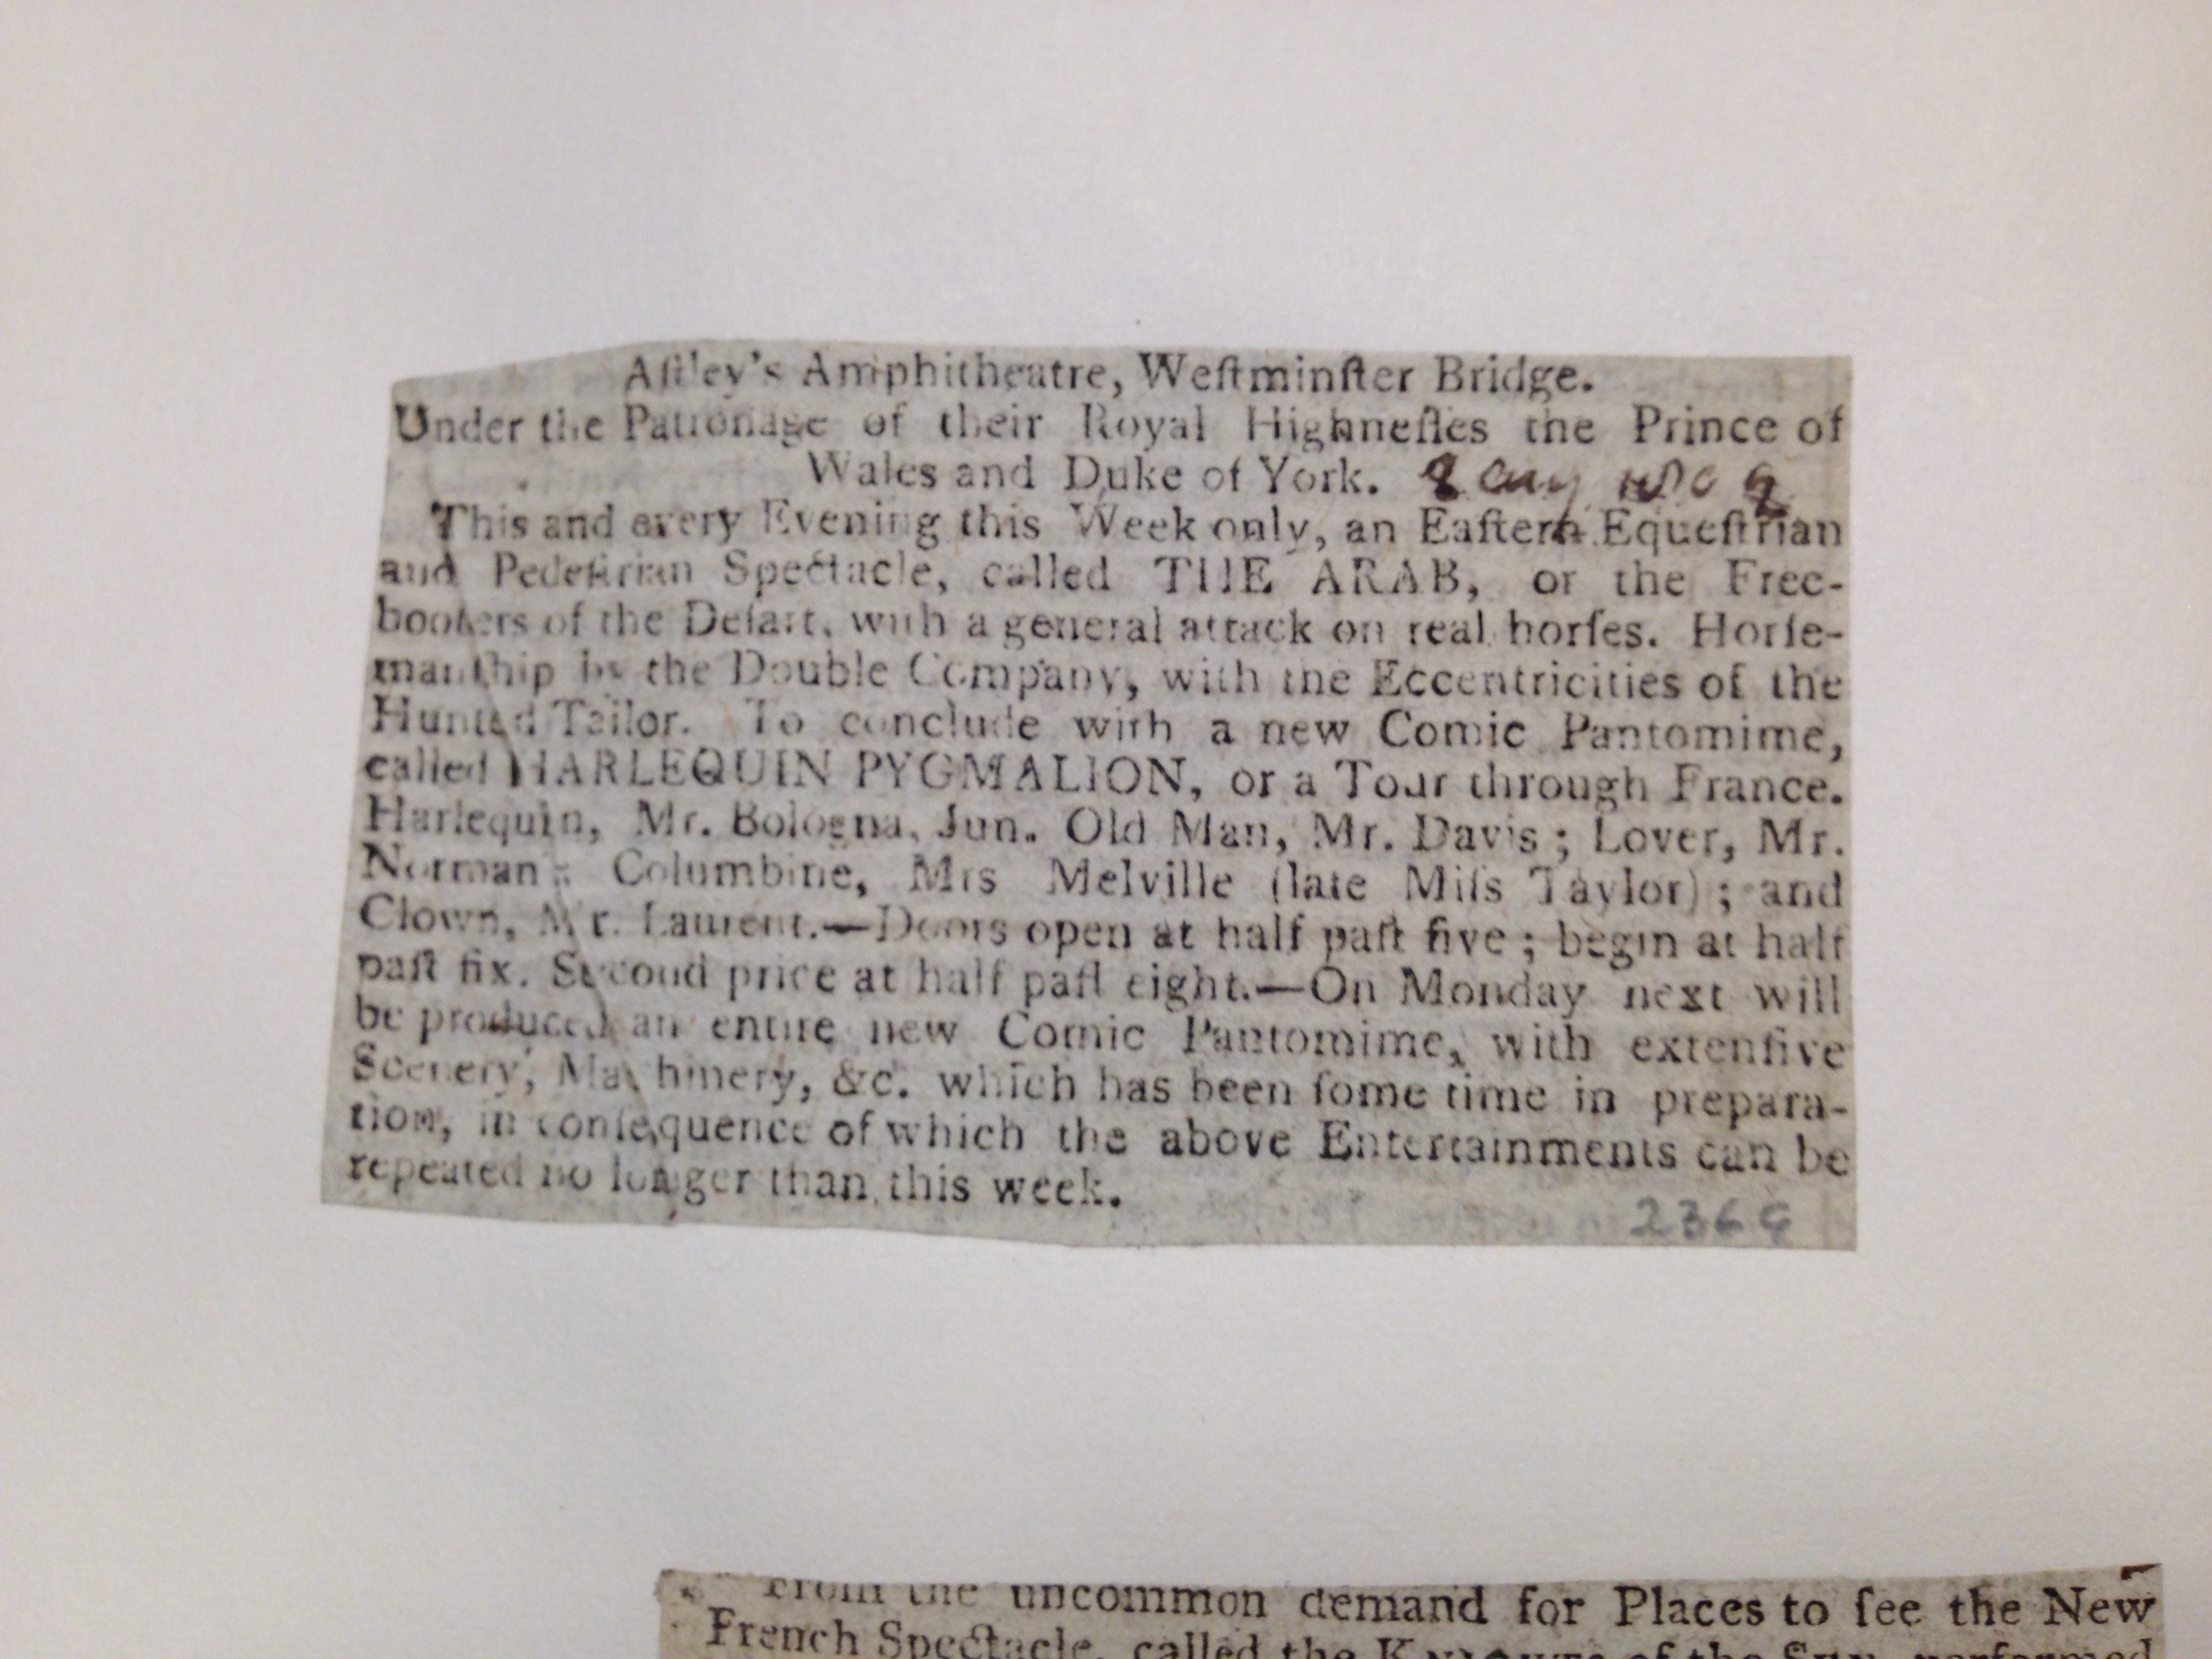 Aſtley's Amphitheatre, Weſtminſter Bridge.
Under the Patronage of their Royal Highneſſes the Prince of
Wales and Duke of York.
This and every Evening this Week only, an Eaſtern Equeſtrian
and Pedeſtrian Spectacle, called THE ARAB, or the Free-
booters of the Deſart, with a general attack on real horſes. Horſe-
manſhip by the Double Company, with the Eccentricities of the
Hunted Tailor. To conclude with a new Comic Pantomime,
called HARLEQUIN PYGMALION, or a Tour through France.
Harlequin, Mr. Bologna, Jun. Old Man, Mr. Davis; Lover, Mr.
Norman; Columbine, Mrs Melville (late Miſs Taylor); and
Clown, Mr. Laurent.—Doors open at half paſt five; begin at half
paſt ſix. Second price at half paſt eight.—On Monday next will
be produced an entire new Comic Pantomime, with extenſive
Scenery, Machinery, &c. which has been ſome time in prepara-
tion, in conſequence of which the above Entertainments can be
repeated no longer than this week.
From the uncommon demand for Places to ſee the New
French Spectacle, called the KNIGHTS of the SUN, performed